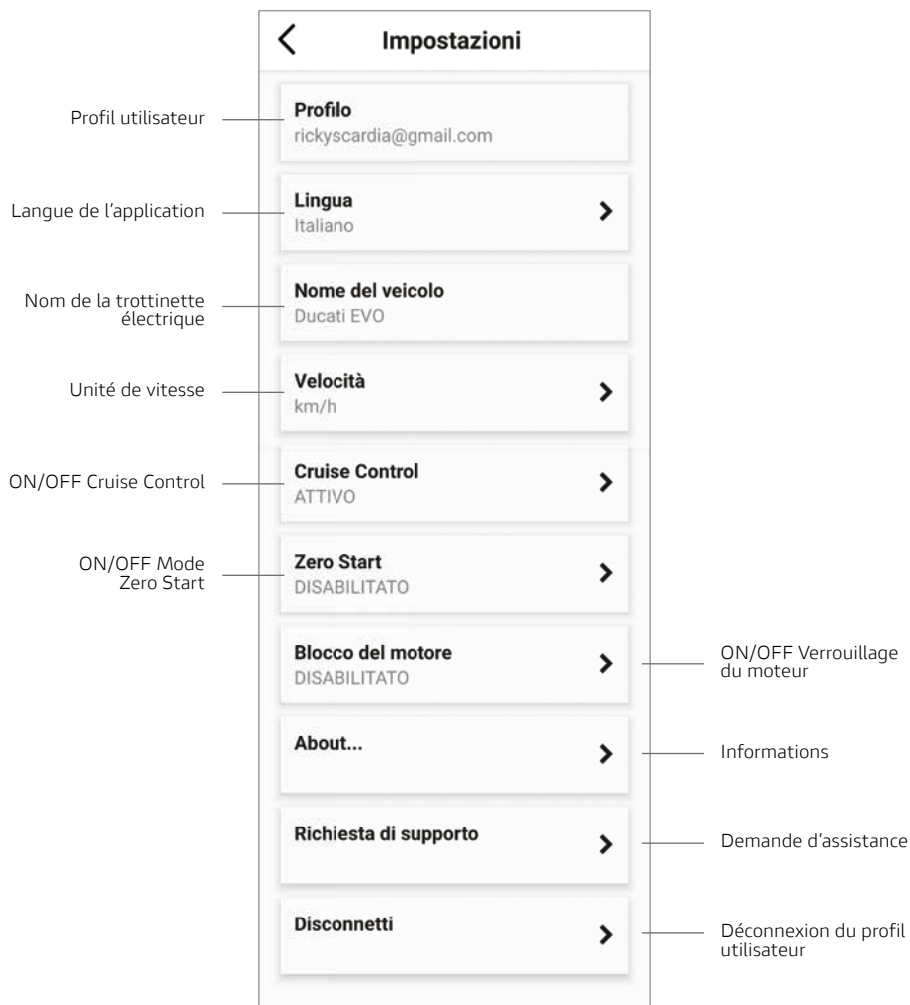 Impostazioni
Profil utilisateur
Profilo
rickyscardia@gmail.com
Langue de l'application
Lingua
Italiano
Nom de la trottinette
électrique
Nome del veicolo
Ducati EVO
Unité de vitesse
Velocità
km/h
ON/OFF Cruise Control
Cruise Control
ATTIVO
ON/OFF Mode
Zero Start
Zero Start
DISABILITATO
Blocco del motore
DISABILITATO
ON/OFF Verrouillage
du moteur
About...
Informations
Richiesta di supporto
Demande d'assistance
Disconnetti
Déconnexion du profil
utilisateur